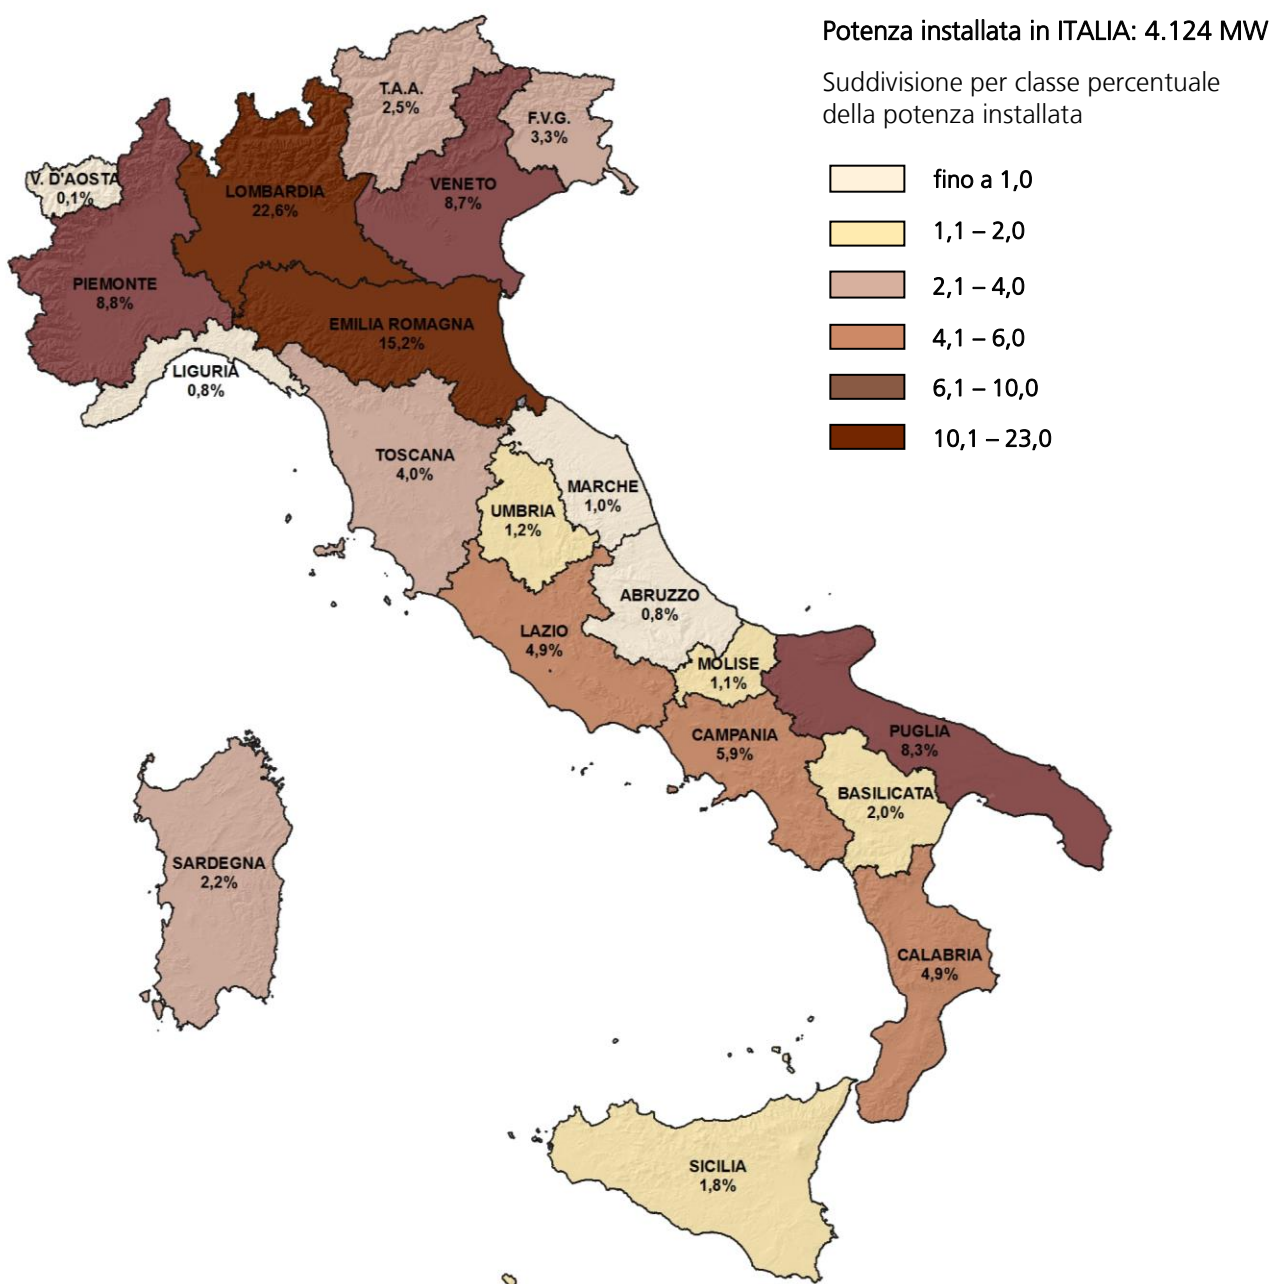 Potenza installata in ITALIA: 4.124 MW
Suddivisione per classe percentuale
della potenza installata
fino a 1,0
1,1 – 2,0
2,1 – 4,0
4,1 – 6,0
6,1 – 10,0
10,1 – 23,0
T.A.A.
2,5%
F.V.G.
3,3%
V. D'AOSTA
0,1%
LOMBARDIA
22,6%
VENETO
8,7%
PIEMONTE
8,8%
EMILIA ROMAGNA
15,2%
LIGURIA
0,8%
TOSCANA
4,0%
MARCHE
1,0%
UMBRIA
1,2%
ABRUZZO
0,8%
LAZIO
4,9%
MOLISE
1,1%
CAMPANIA
5,9%
PUGLIA
8,3%
BASILICATA
2,0%
SARDEGNA
2,2%
CALABRIA
4,9%
SICILIA
1,8%